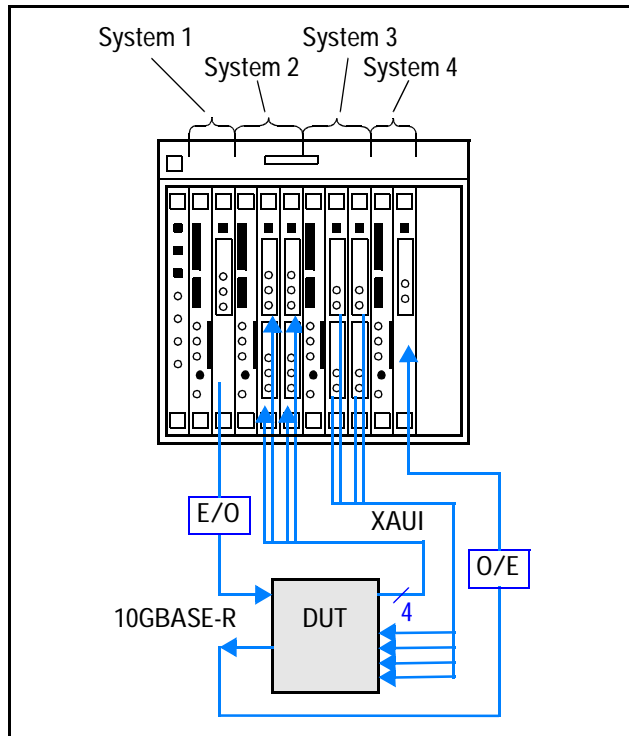 System 1
System 3
System 2
System 4
E/O
XAUI
O/E
10GBASE-R
DUT
4